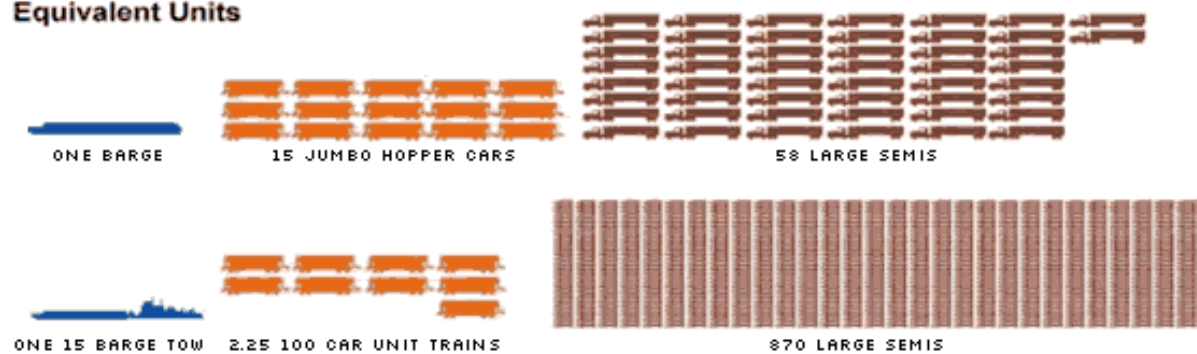 Equivalent Units
ONE BARGE
15 JUMBO HOPPER CARS
58 LARGE SEMIS
ONE 15 BARGE TOW
2.25 100 CAR UNIT TRAINS
870 LARGE SEMIS